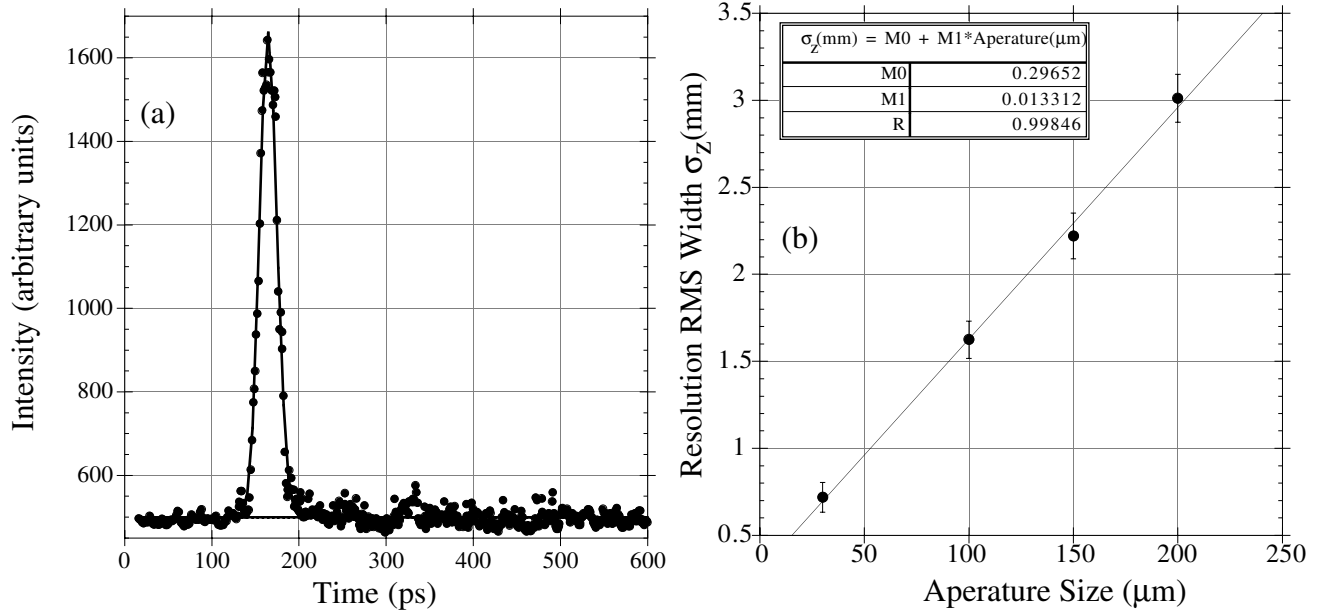 (a)
1600
1400
1200
1000
800
600
0
100
200
300
400
500
600
Time (ps)
Intensity (arbitrary units)
σz(mm) = M0 + M1*Aperature(μm)
M0 0.29652
M1 0.013312
R 0.99846
(b)
3.5
3
2.5
2
1.5
1
0.5
0
50
100
150
200
250
Aperature Size (μm)
Resolution RMS Width σz(mm)